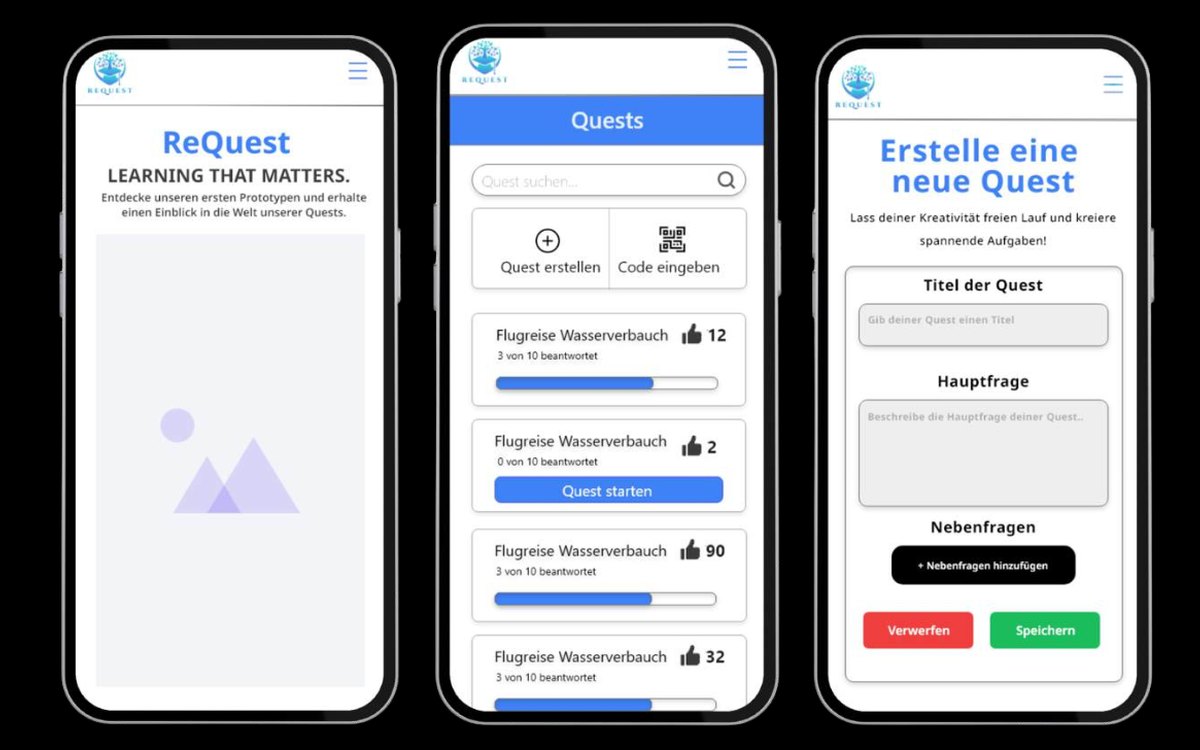 REQUEST
ReQuest
LEARNING THAT MATTERS.
Entdecke unseren ersten Prototypen und erhalte
einen Einblick in die Welt unserer Quests.
REQUEST
Quests
Quest suchen...
Quest erstellen
Code eingeben
Flugreise Wasserverbauch
12
3 von 10 beantwortet
Flugreise Wasserverbauch
2
0 von 10 beantwortet
Quest starten
Flugreise Wasserverbauch
90
3 von 10 beantwortet
Flugreise Wasserverbauch
32
3 von 10 beantwortet
REQUEST
Erstelle eine
neue Quest
Lass deiner Kreativität freien Lauf und kreiere
spannende Aufgaben!
Titel der Quest
Gib deiner Quest einen Titel
Hauptfrage
Beschreibe die Hauptfrage deiner Quest..
Nebenfragen
+ Nebenfragen hinzufügen
Verwerfen
Speichern